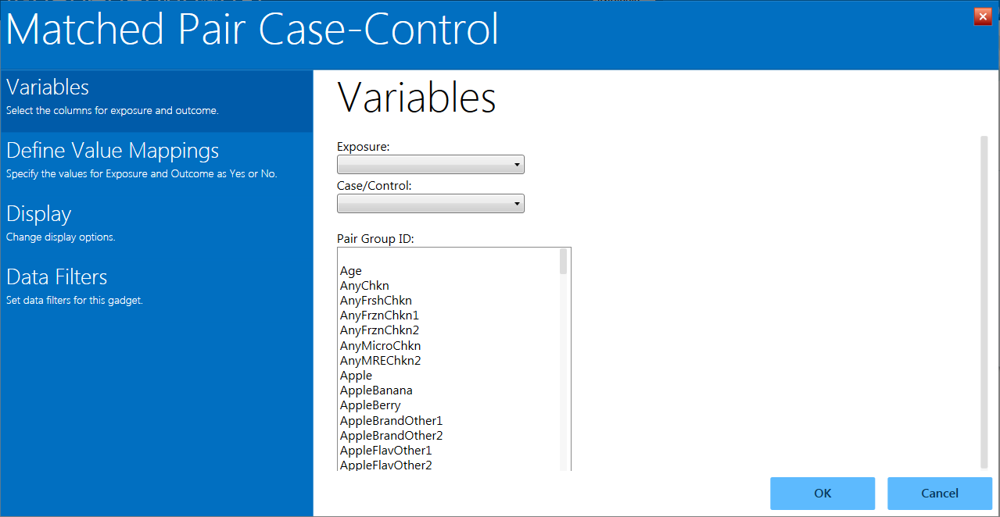 Matched Pair Case-Control
Variables
Select the columns for exposure and outcome.
Define Value Mappings
Specify the values for Exposure and Outcome as Yes or No.
Display
Change display options.
Data Filters
Set data filters for this gadget.
Variables
Exposure:
Case/Control:
Pair Group ID:
Age
AnyChkn
AnyFrshChkn
AnyFrznChkn1
AnyFrznChkn2
AnyMicroChkn
AnyMREChkn2
Apple
AppleBanana
AppleBerry
AppleBrandOther1
AppleBrandOther2
AppleFlavOther1
AppleFlavOther2
OK
Cancel